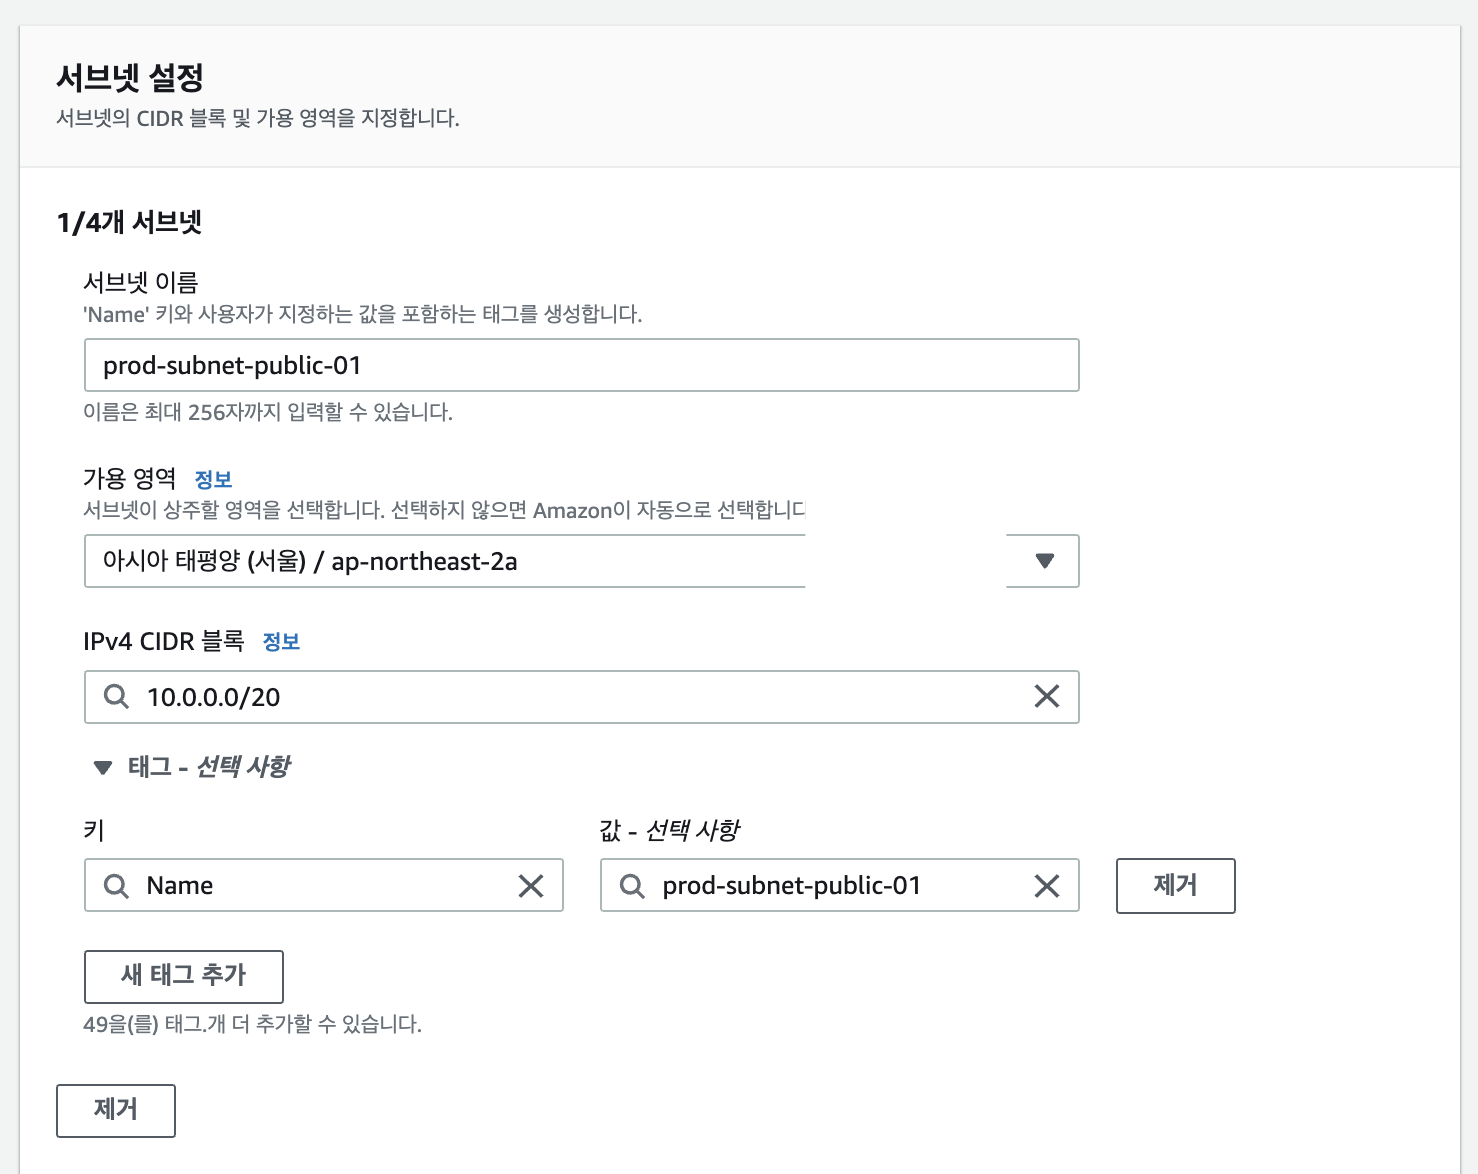 서브넷 설정
서브넷의 CIDR 블록 및 가용 영역을 지정합니다.
1/4개 서브넷
서브넷 이름
'Name' 키와 사용자가 지정하는 값을 포함하는 태그를 생성합니다.
prod-subnet-public-01
이름은 최대 256자까지 입력할 수 있습니다.
가용 영역 정보
서브넷이 상주할 영역을 선택합니다. 선택하지 않으면 Amazon이 자동으로 선택합니다
아시아 태평양 (서울) / ap-northeast-2a
IPv4 CIDR 블록 정보
10.0.0.0/20
태그 - 선택 사항
키 값 - 선택 사항
Name prod-subnet-public-01 제거
새 태그 추가
49을(를) 태그.개 더 추가할 수 있습니다.
제거